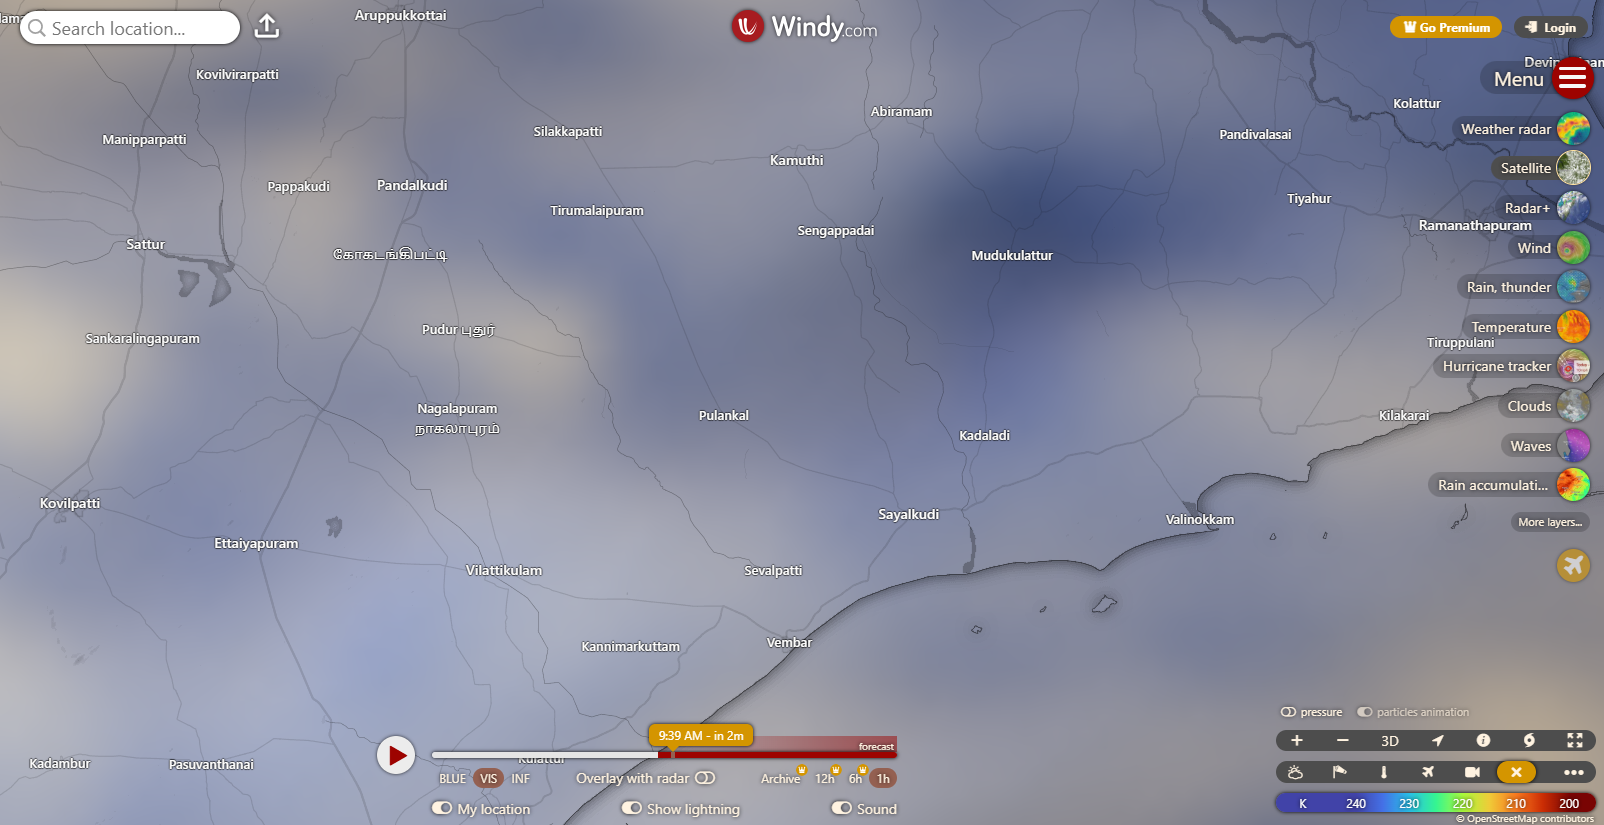 Search location...
Windy.com
Go Premium
Login
Menu
Weather radar
Satellite
Radar+
Wind
Rain, thunder
Temperature
Hurricane tracker
Clouds
Waves
Rain accumulati...
More layers...
Aruppukkottai
Kovilvirarpatti
Manipparpatti
Silakkapatti
Abiramam
Kolattur
Pandivalasai
Kamuthi
Pappakudi
Pandalkudi
Tirumalaipuram
Tiyahur
Sengappadai
Ramanathapuram
Sattur
கோகடங்கிபட்டி
Mudukulattur
Pudur புதுர்
Sankaralingapuram
Tiruppulani
Nagalapuram
நாகலாபுரம்
Pulankal
Kilakarai
Kadaladi
Kovilpatti
Sayalkudi
Valinokkam
Ettaiyapuram
Vilattikulam
Sevalpatti
Kannimarkuttam
Vembar
Kadambur
Pasuvanthanai
Kulattur
9:39 AM - in 2m
forecast
BLUE VIS INF
Overlay with radar
Archive 12h 6h 1h
My location
Show lightning
Sound
pressure
particles animation
3D
K 240 230 220 210 200
© OpenStreetMap contributors